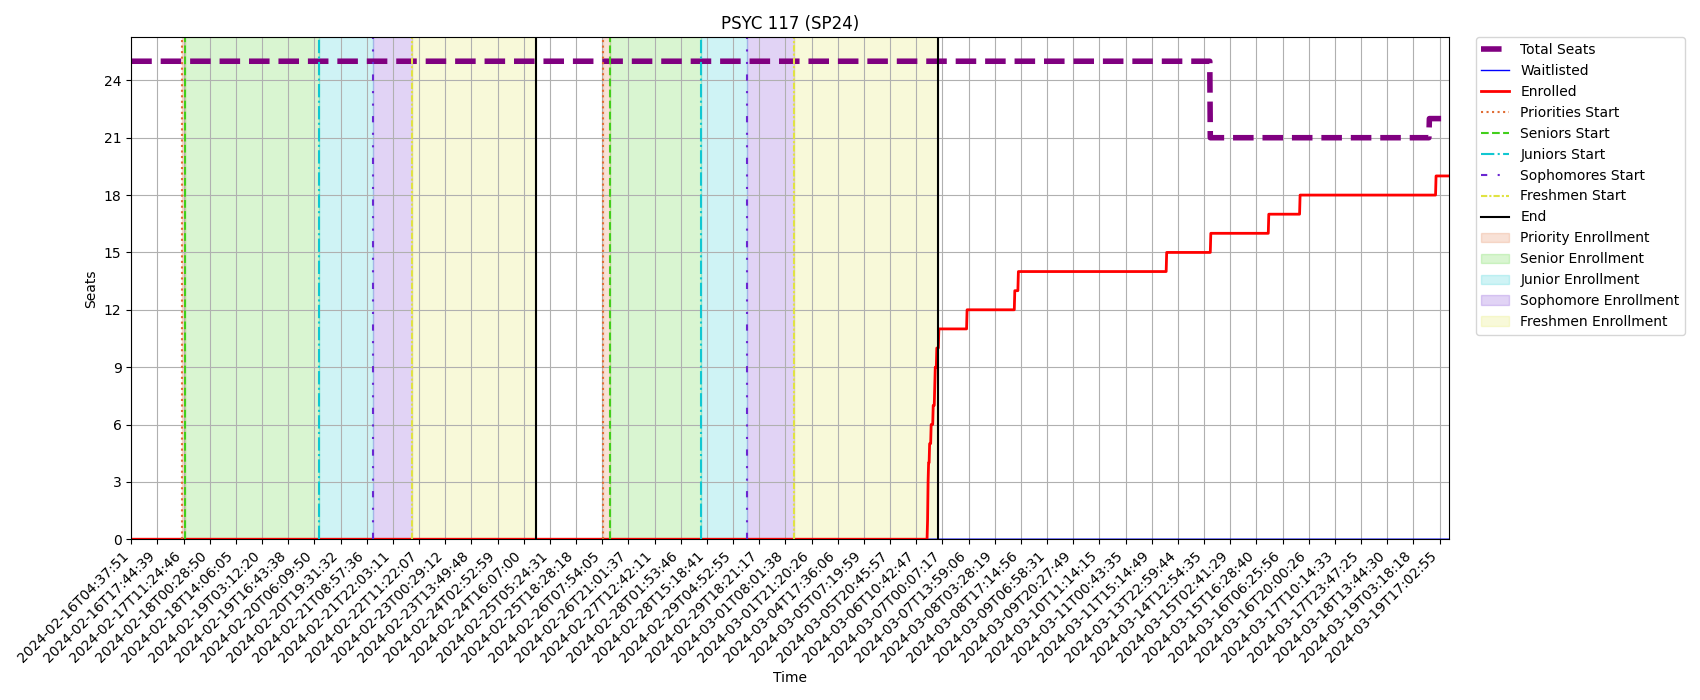 PSYC 117 (SP24)
Seats
24
21
18
15
12
9
6
3
0
2024-02-16T04:37:51
2024-02-16T17:44:39
2024-02-17T11:24:46
2024-02-18T00:28:50
2024-02-18T14:06:05
2024-02-19T03:12:20
2024-02-19T16:43:38
2024-02-20T06:09:50
2024-02-20T19:31:32
2024-02-21T08:57:36
2024-02-21T22:03:11
2024-02-22T11:22:07
2024-02-23T00:29:12
2024-02-23T13:49:48
2024-02-24T02:52:59
2024-02-24T16:07:00
2024-02-25T05:24:31
2024-02-25T18:28:18
2024-02-26T07:54:05
2024-02-26T21:01:37
2024-02-27T12:42:11
2024-02-28T01:53:46
2024-02-28T15:18:41
2024-02-29T04:52:55
2024-02-29T18:21:17
2024-03-01T08:01:38
2024-03-01T21:20:26
2024-03-04T17:36:06
2024-03-05T07:19:59
2024-03-05T20:45:57
2024-03-06T10:42:47
2024-03-07T00:07:17
2024-03-07T13:59:06
2024-03-08T03:28:19
2024-03-08T17:14:56
2024-03-09T06:58:31
2024-03-09T20:27:49
2024-03-10T11:14:15
2024-03-11T00:43:35
2024-03-11T15:14:49
2024-03-13T22:59:44
2024-03-14T12:54:35
2024-03-15T02:41:29
2024-03-15T16:28:40
2024-03-16T06:25:56
2024-03-16T20:00:26
2024-03-17T10:14:33
2024-03-17T23:47:25
2024-03-18T13:44:30
2024-03-19T03:18:18
2024-03-19T17:02:55
Time
Total Seats
Waitlisted
Enrolled
Priorities Start
Seniors Start
Juniors Start
Sophomores Start
Freshmen Start
End
Priority Enrollment
Senior Enrollment
Junior Enrollment
Sophomore Enrollment
Freshmen Enrollment